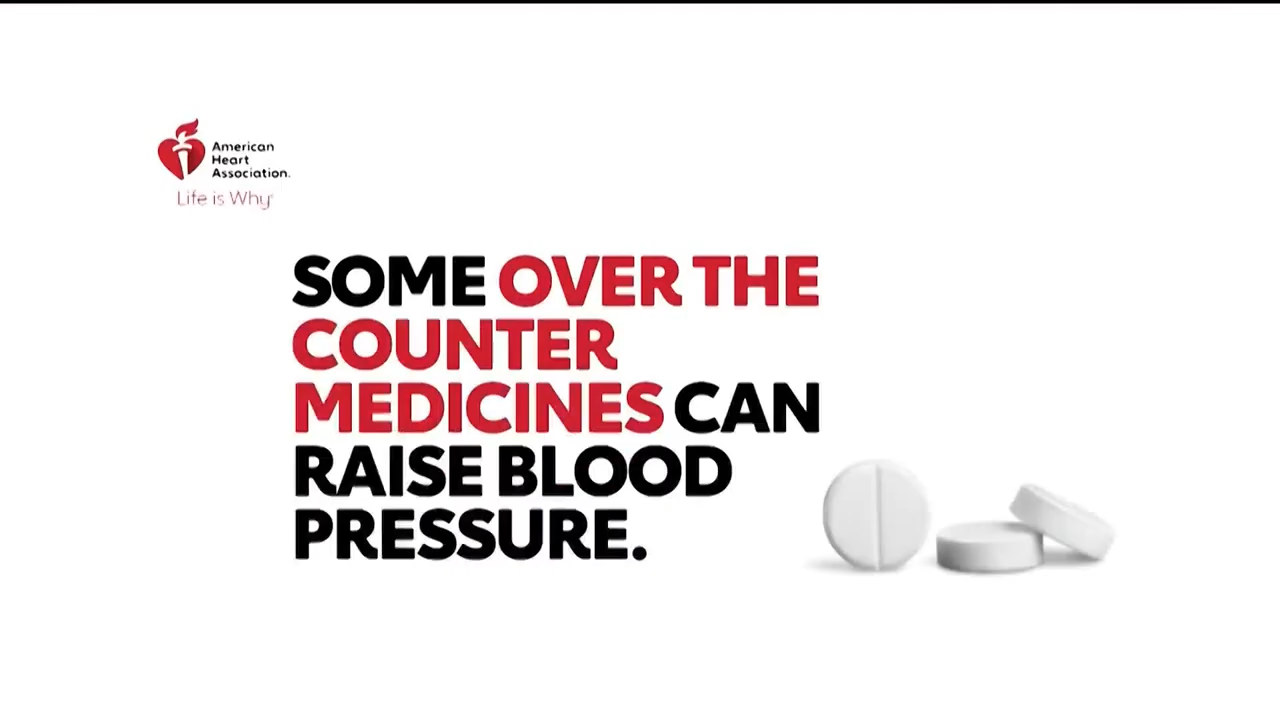 American
Heart
Association.
Life is Why®
SOME OVER THE
COUNTER
MEDICINES CAN
RAISE BLOOD
PRESSURE.